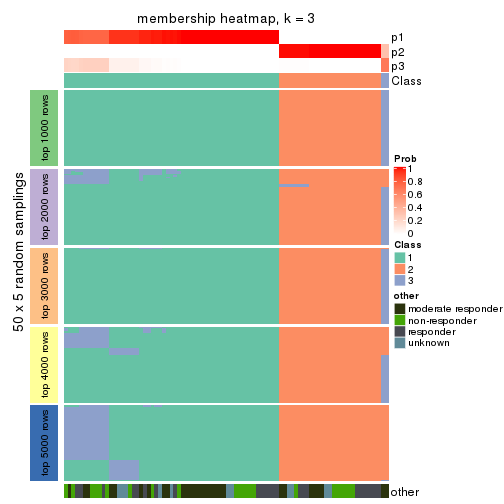 membership heatmap, k = 3
p1
p2
p3
Class
50 x 5 random samplings
top 1000 rows
top 2000 rows
top 3000 rows
top 4000 rows
top 5000 rows
Prob
1
0.8
0.6
0.4
0.2
0
Class
1
2
3
other
moderate responder
non-responder
responder
unknown
other